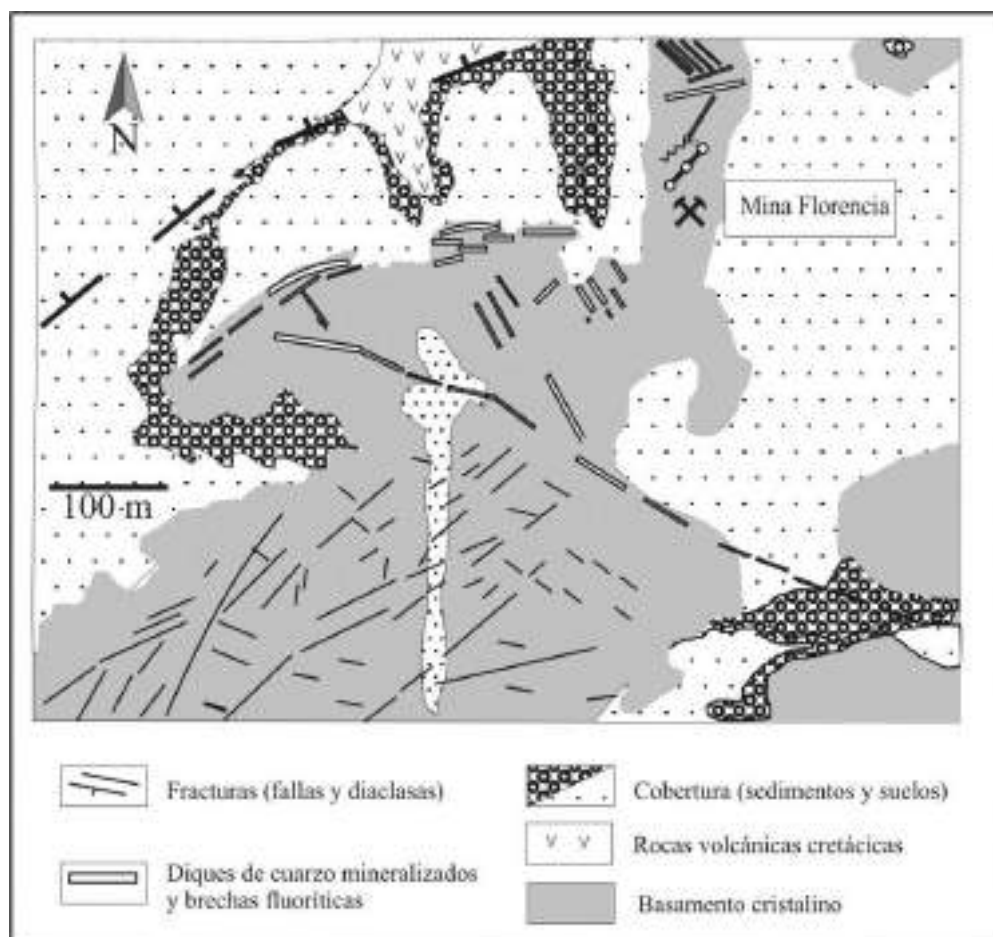 N
Mina Florencia
100 m
Fracturas (fallas y diaclasas)
Cobertura (sedimentos y suelos)
Rocas volcánicas cretácicas
Diques de cuarzo mineralizados
y brechas fluoríticas
Basamento cristalino